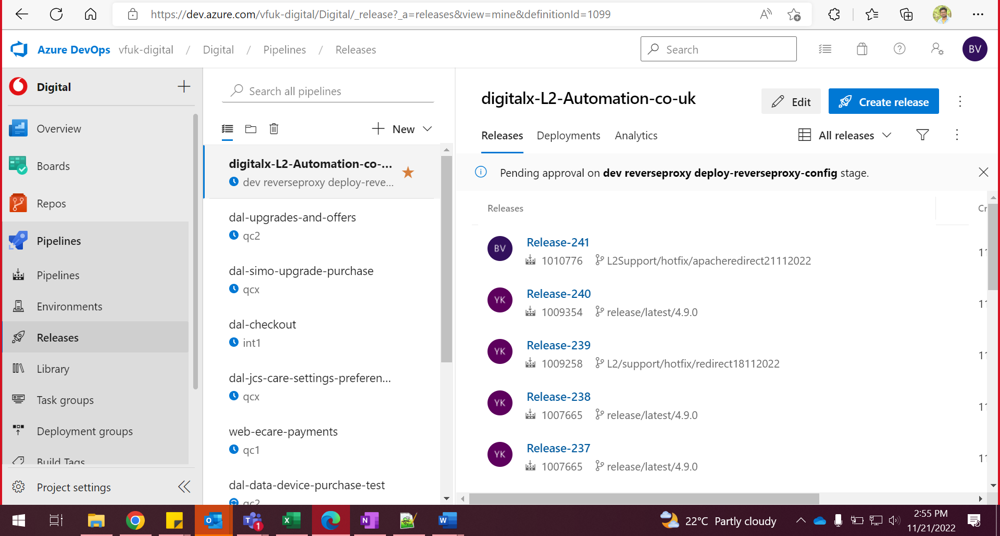 https://dev.azure.com/vfuk-digital/Digital/_release?_a=releases&view=mine&definitionId=1099
Azure DevOps vfuk-digital / Digital / Pipelines / Releases
Search
BV
Digital
Overview
Boards
Repos
Pipelines
Pipelines
Environments
Releases
Library
Task groups
Deployment groups
Build Tags
Project settings
Search all pipelines
New
digitalx-L2-Automation-co-...
dev reverseproxy deploy-reve...
dal-upgrades-and-offers
qc2
dal-simo-upgrade-purchase
qcx
dal-checkout
int1
dal-jcs-care-settings-preferen...
qcx
web-ecare-payments
qc1
dal-data-device-purchase-test
qc2
digitalx-L2-Automation-co-uk
Edit
Create release
Releases Deployments Analytics
All releases
Pending approval on dev reverseproxy deploy-reverseproxy-config stage.
Releases
Cr
BV
Release-241
1010776 L2Support/hotfix/apacheredirect21112022
11
YK
Release-240
1009354 release/latest/4.9.0
11
YK
Release-239
1009258 L2/support/hotfix/redirect18112022
11
YK
Release-238
1007665 release/latest/4.9.0
11
YK
Release-237
1007665 release/latest/4.9.0
11
1
22°C Partly cloudy
2:55 PM
11/21/2022